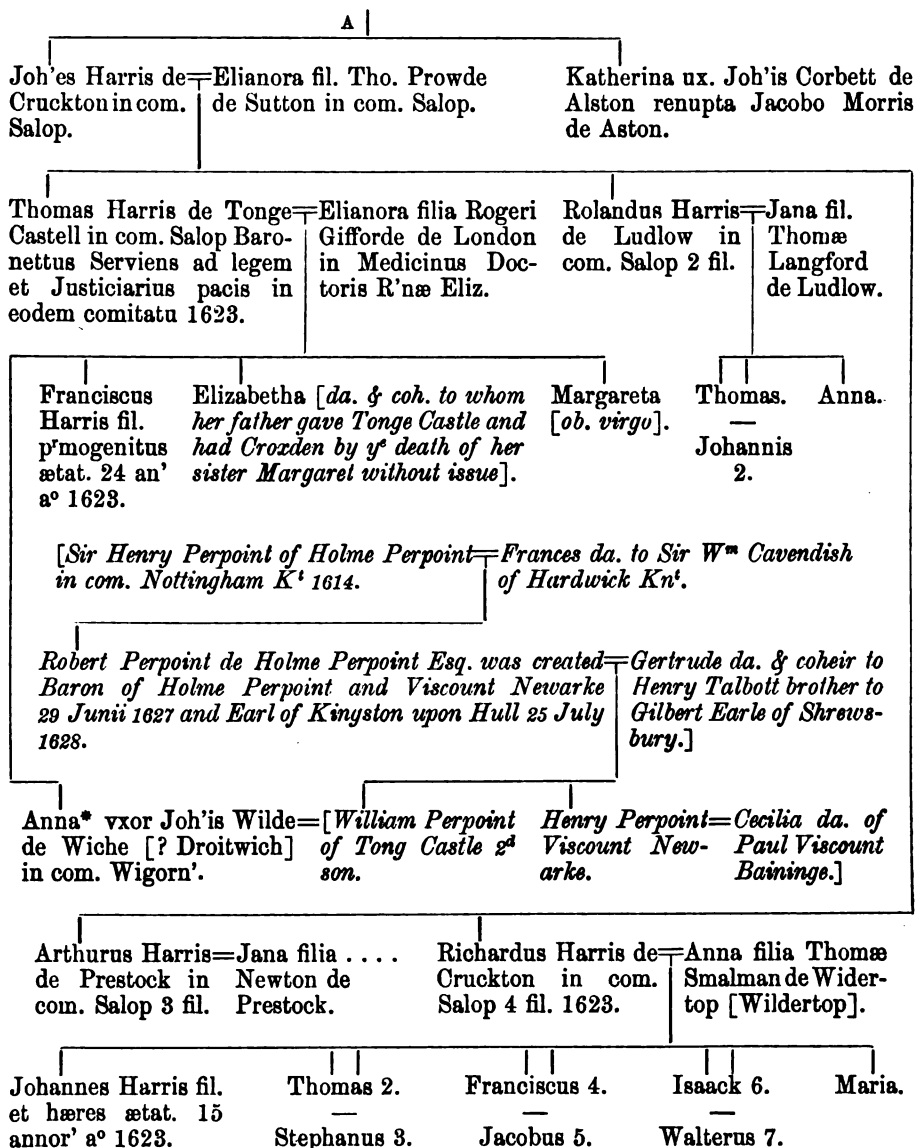 A
Joh'es Harris de
Cruckton in com.
Salop.
Elianora fil. Tho. Prowde
de Sutton in com. Salop.
Katherina ux. Joh'is Corbett de
Alston renupta Jacobo Morris
de Aston.
Thomas Harris de Tonge
Castell in com. Salop Baro-
nettus Serviens ad legem
et Justiciarius pacis in
eodem comitatu 1623.
Elianora filia Rogeri
Gifforde de London
in Medicinus Doc-
toris R'næ Eliz.
Rolandus Harris
de Ludlow in
com. Salop 2 fil.
Jana fil.
Thomæ
Langford
de Ludlow.
Franciscus
Harris fil.
pʳmogenitus
ætat. 24 an'
aº 1623.
Elizabetha [da. & coh. to whom
her father gave Tonge Castle and
had Croxden by yᵉ death of her
sister Margaret without issue].
Margareta
[ob. virgo].
Thomas.
—
Johannis
2.
Anna.
[Sir Henry Perpoint of Holme Perpoint
in com. Nottingham Kᵗ 1614.
Frances da. to Sir Wᵐ Cavendish
of Hardwick Knᵗ.
Robert Perpoint de Holme Perpoint Esq. was created
Baron of Holme Perpoint and Viscount Newarke
29 Junii 1627 and Earl of Kingston upon Hull 25 July
1628.
Gertrude da. & coheir to
Henry Talbott brother to
Gilbert Earle of Shrews-
bury.]
Anna* vxor Joh'is Wilde=
de Wiche [? Droitwich]
in com. Wigorn'.
[William Perpoint
of Tong Castle 2ᵈ
son.
Henry Perpoint=
Viscount New-
arke.
Cecilia da. of
Paul Viscount
Baininge.]
Arthurus Harris=
de Prestock in
com. Salop 3 fil.
Jana filia ....
Newton de
Prestock.
Richardus Harris de
Cruckton in com.
Salop 4 fil. 1623.
Anna filia Thomæ
Smalman de Wider-
top [Wildertop].
Johannes Harris fil.
et hæres ætat. 15
annor' aº 1623.
Thomas 2.
—
Stephanus 3.
Franciscus 4.
—
Jacobus 5.
Isaack 6.
—
Walterus 7.
Maria.